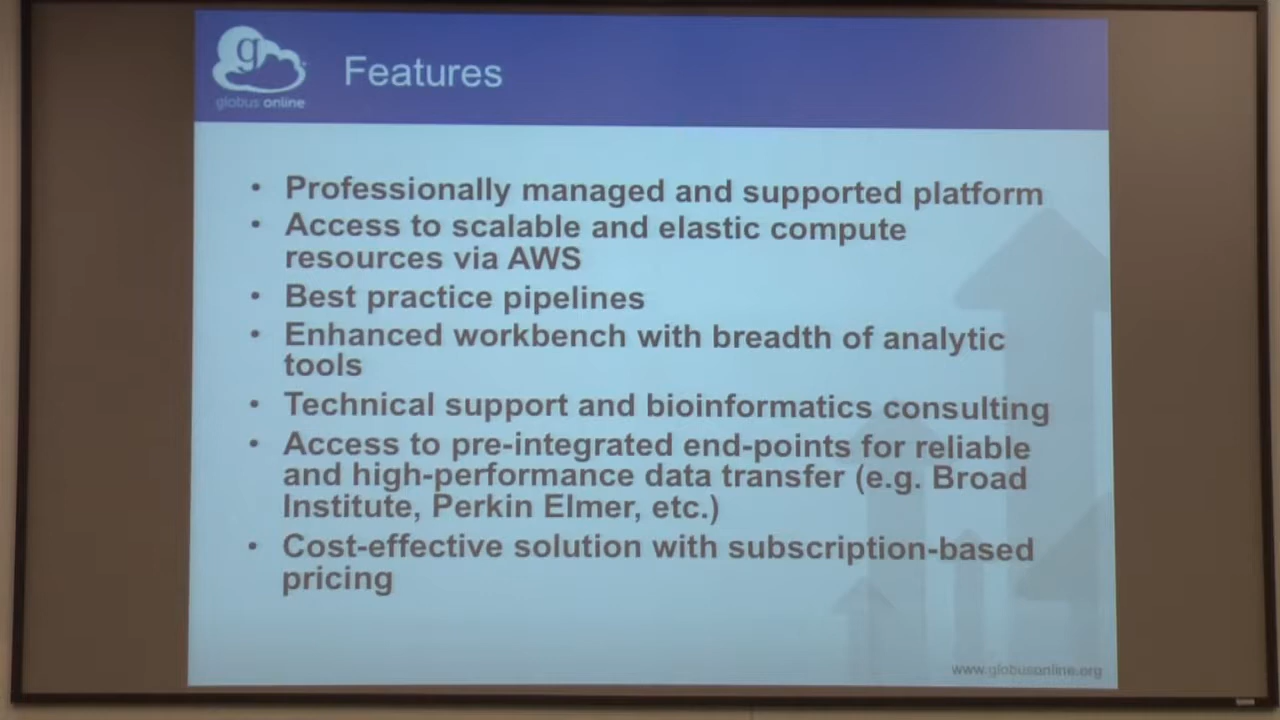 g
globus online
Features
• Professionally managed and supported platform
• Access to scalable and elastic compute
resources via AWS
• Best practice pipelines
• Enhanced workbench with breadth of analytic
tools
• Technical support and bioinformatics consulting
• Access to pre-integrated end-points for reliable
and high-performance data transfer (e.g. Broad
Institute, Perkin Elmer, etc.)
• Cost-effective solution with subscription-based
pricing
www.globusonline.org